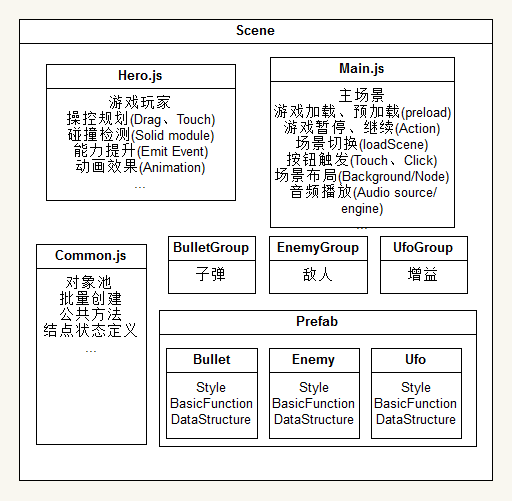 Scene
Hero.js
游戏玩家
操控规划(Drag、Touch)
碰撞检测(Solid module)
能力提升(Emit Event)
动画效果(Animation)
...
Main.js
主场景
游戏加载、预加载(preload)
游戏暂停、继续(Action)
场景切换(loadScene)
按钮触发(Touch、Click)
场景布局(Background/Node)
音频播放(Audio source/
engine)
...
Common.js
对象池
批量创建
公共方法
结点状态定义
...
BulletGroup
子弹
EnemyGroup
敌人
UfoGroup
增益
Prefab
Bullet
Style
BasicFunction
DataStructure
Enemy
Style
BasicFunction
DataStructure
Ufo
Style
BasicFunction
DataStructure